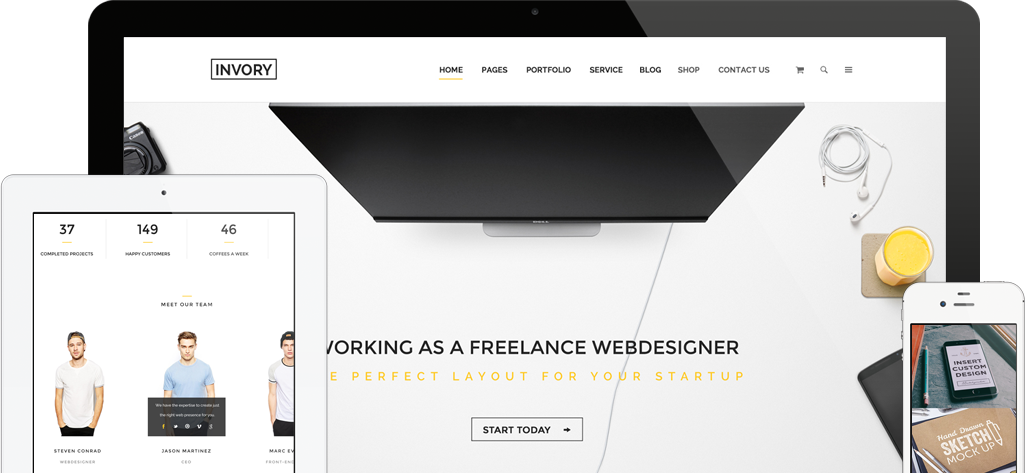 INVORY
HOME PAGES PORTFOLIO SERVICE BLOG SHOP CONTACT US
DELL
WORKING AS A FREELANCE WEBDESIGNER
E PERFECT LAYOUT FOR YOUR STARTUP
START TODAY
37 149 46
COMPLETED PROJECTS HAPPY CUSTOMERS COFFEES A WEEK
MEET OUR TEAM
We have the expertise to create just
the right web presence for you.
STEVEN CONRAD JASON MARTINEZ MARC EV
WEBDESIGNER CEO FRONT-END
INSERT
CUSTOM
DESIGN
Hand Drawn
SKETCH
MOCK UP